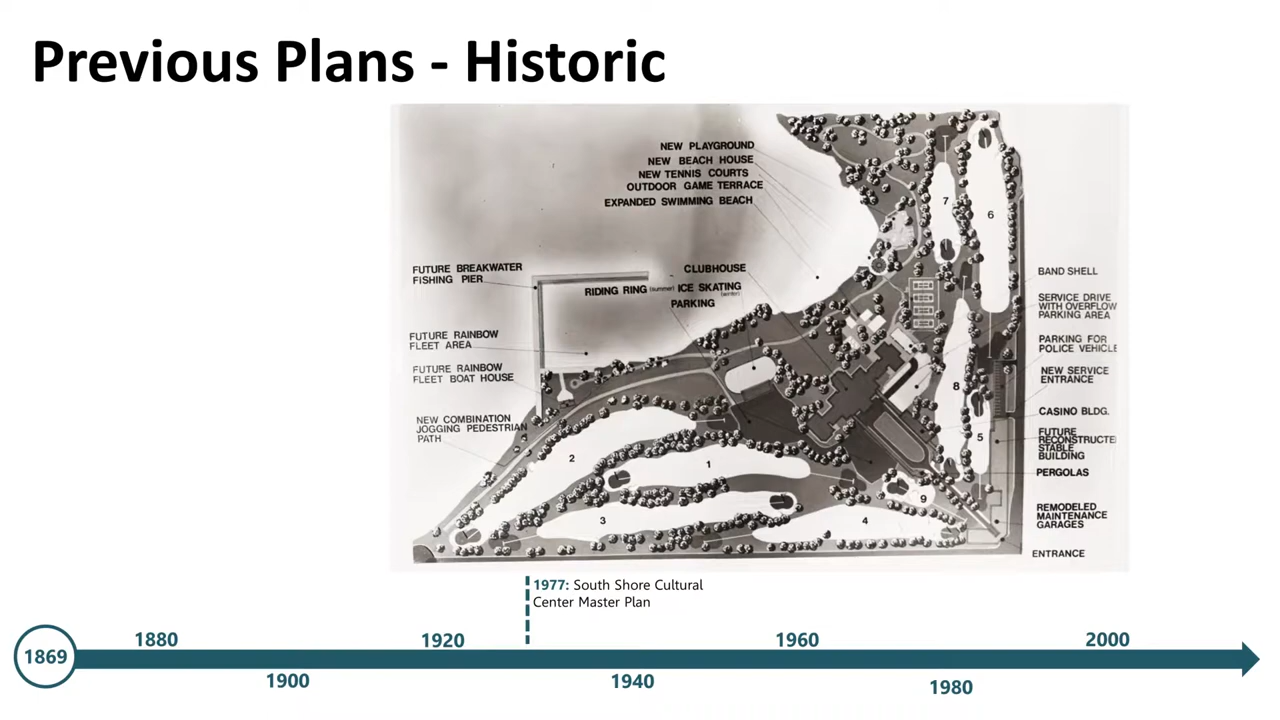 Previous Plans - Historic
NEW PLAYGROUND
NEW BEACH HOUSE
NEW TENNIS COURTS
OUTDOOR GAME TERRACE
EXPANDED SWIMMING BEACH
FUTURE BREAKWATER
FISHING PIER
CLUBHOUSE
RIDING RING (summer) ICE SKATING
(winter)
PARKING
FUTURE RAINBOW
FLEET AREA
FUTURE RAINBOW
FLEET BOAT HOUSE
NEW COMBINATION
JOGGING PEDESTRIAN
PATH
7
6
8
5
2
1
9
3
4
BAND SHELL
SERVICE DRIVE
WITH OVERFLOW
PARKING AREA
PARKING FOR
POLICE VEHICLE
NEW SERVICE
ENTRANCE
CASINO BLDG.
FUTURE
RECONSTRUCTE
STABLE
BUILDING
PERGOLAS
REMODELED
MAINTENANCE
GARAGES
ENTRANCE
1977: South Shore Cultural
Center Master Plan
1869
1880
1900
1920
1940
1960
1980
2000